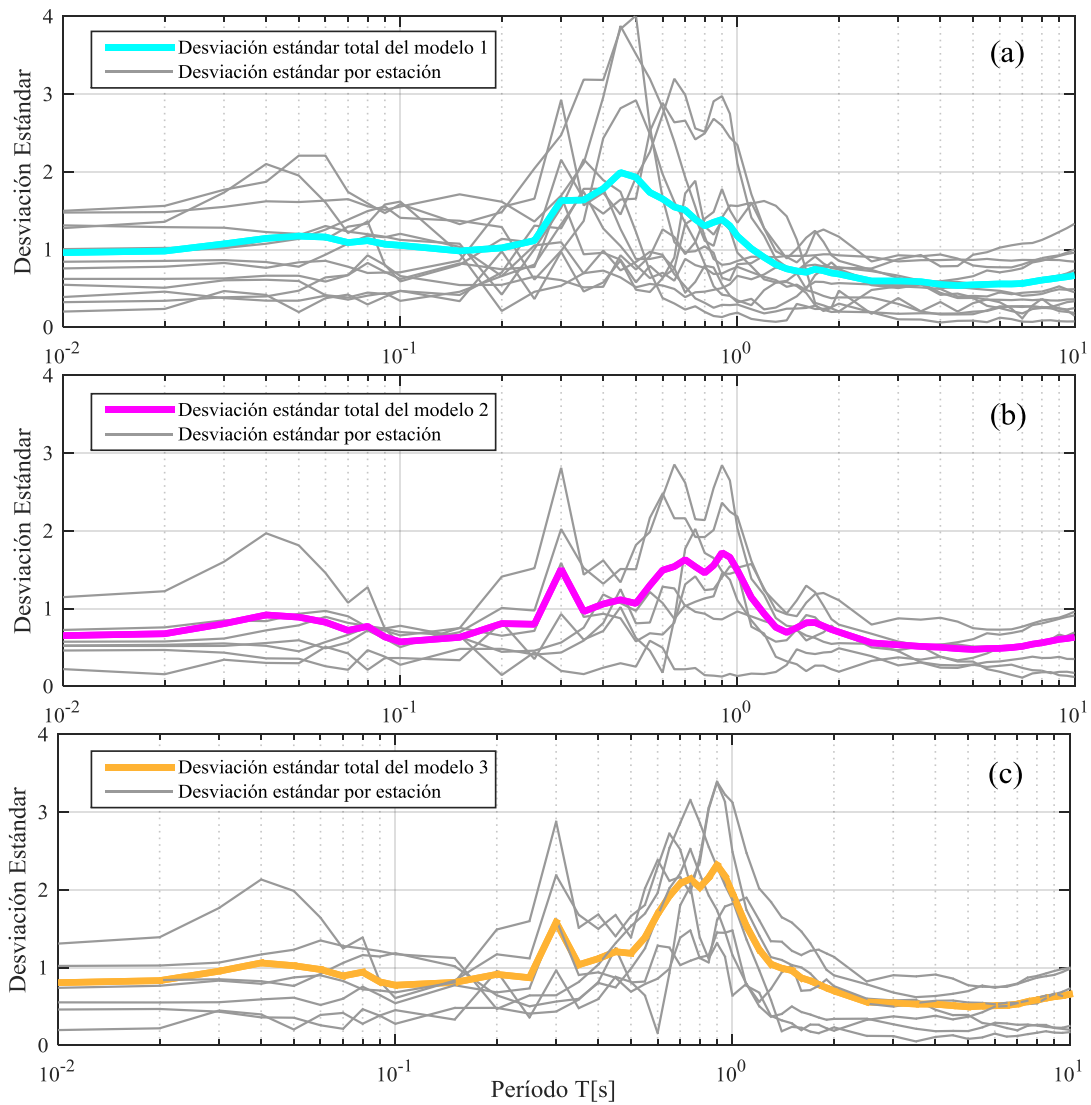 4
3
2
1
0
Desviación Estándar
Desviación estándar total del modelo 1
Desviación estándar por estación
(a)
10-2
10-1
100
101
4
3
2
1
0
Desviación Estándar
Desviación estándar total del modelo 2
Desviación estándar por estación
(b)
10-2
10-1
100
101
4
3
2
1
0
Desviación Estándar
Desviación estándar total del modelo 3
Desviación estándar por estación
(c)
10-2
10-1
100
101
Período T[s]